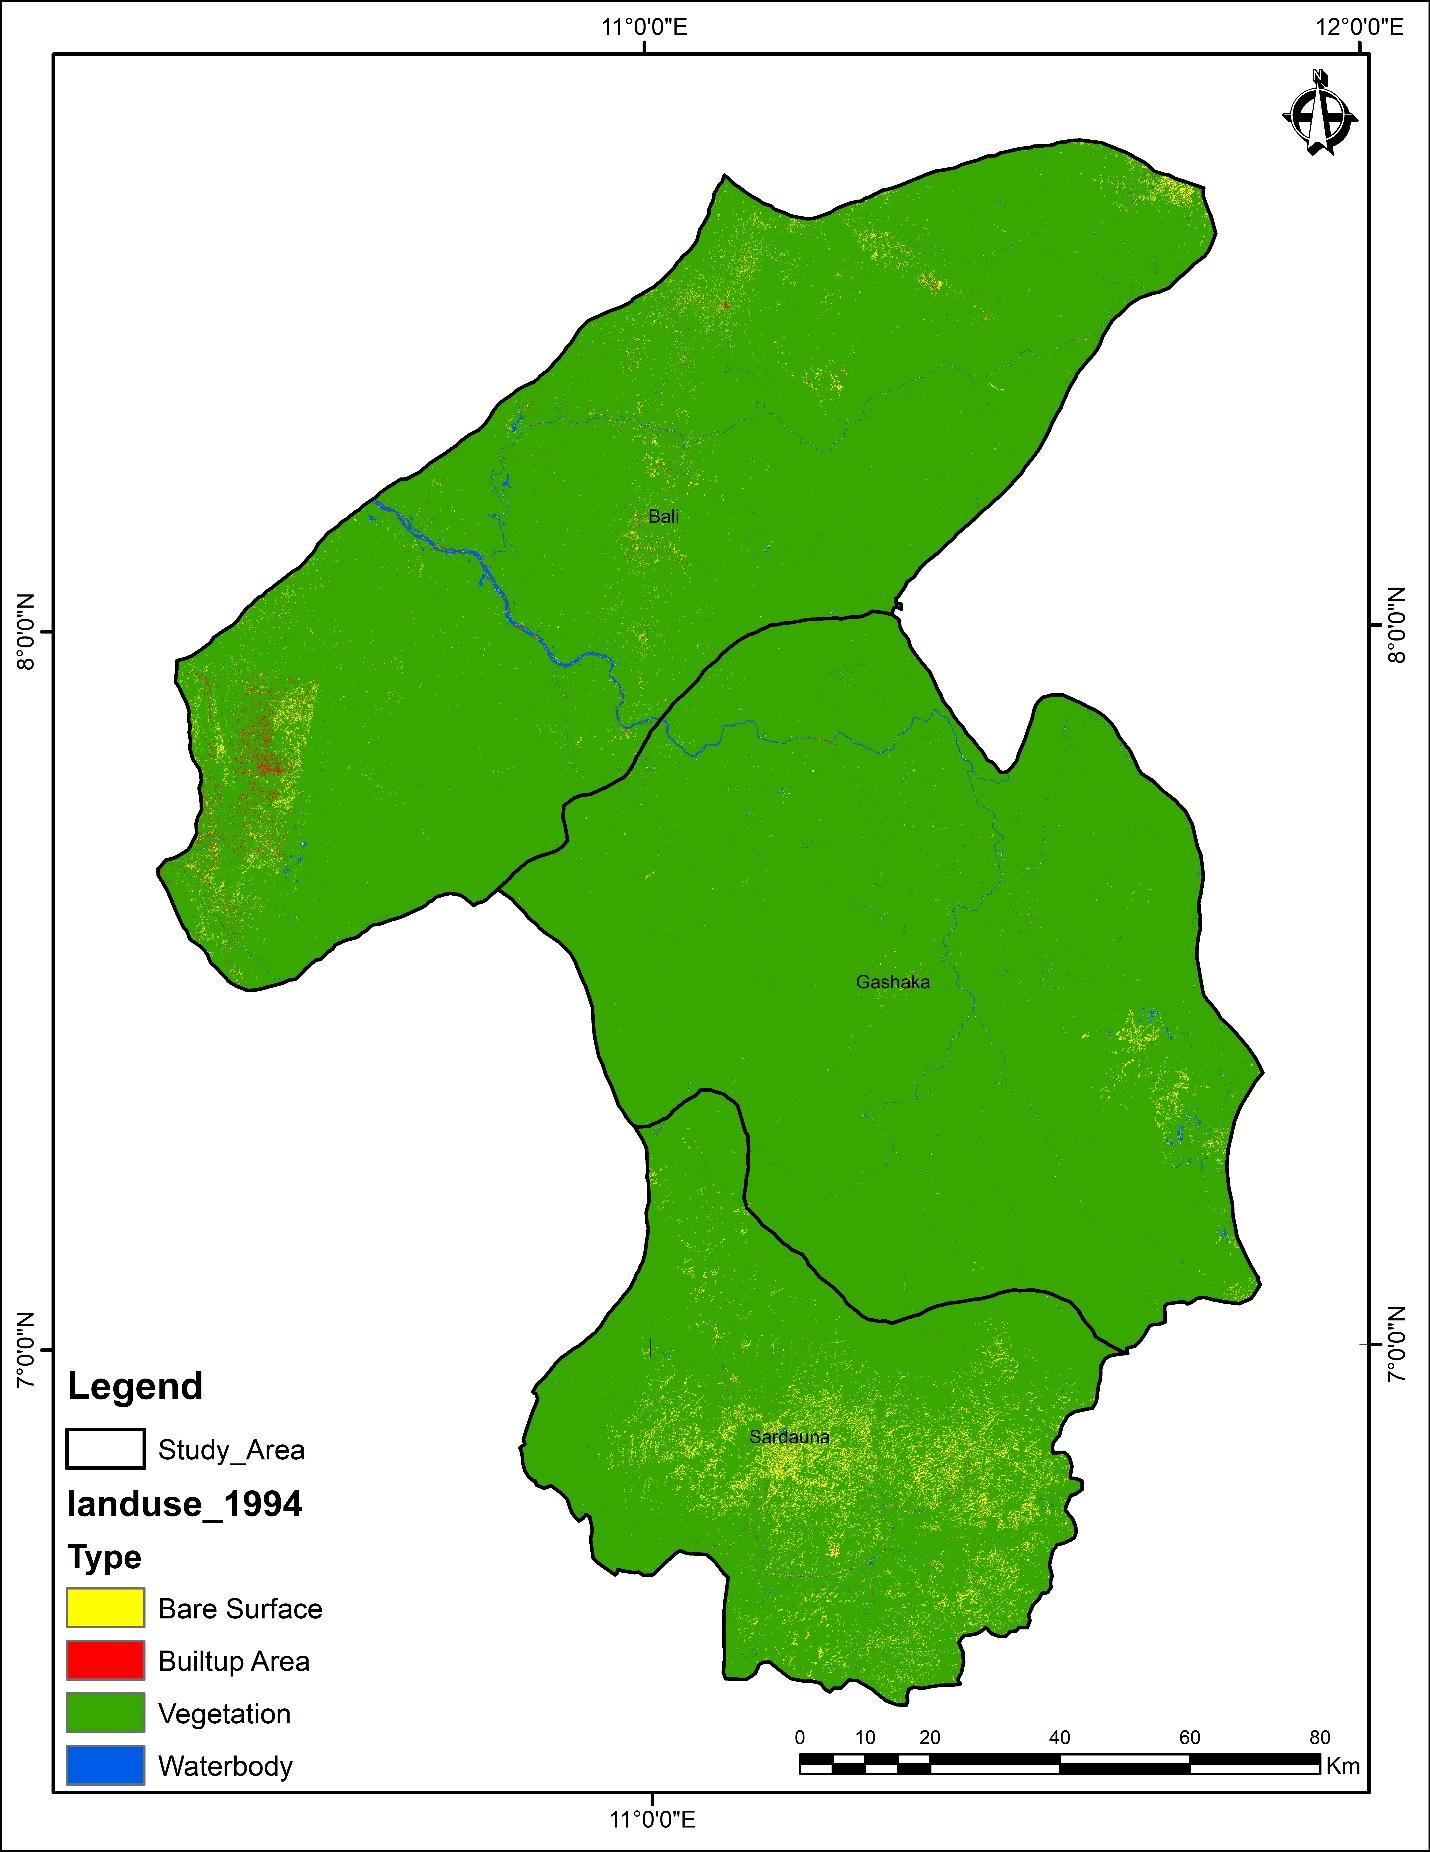 11°0'0"E
12°0'0"E
N
8°0'0"N
8°0'0"N
Bali
Gashaka
7°0'0"N
7°0'0"N
Sardauna
Legend
Study_Area
landuse_1994
Type
Bare Surface
Builtup Area
Vegetation
Waterbody
0 10 20 40 60 80
Km
11°0'0"E